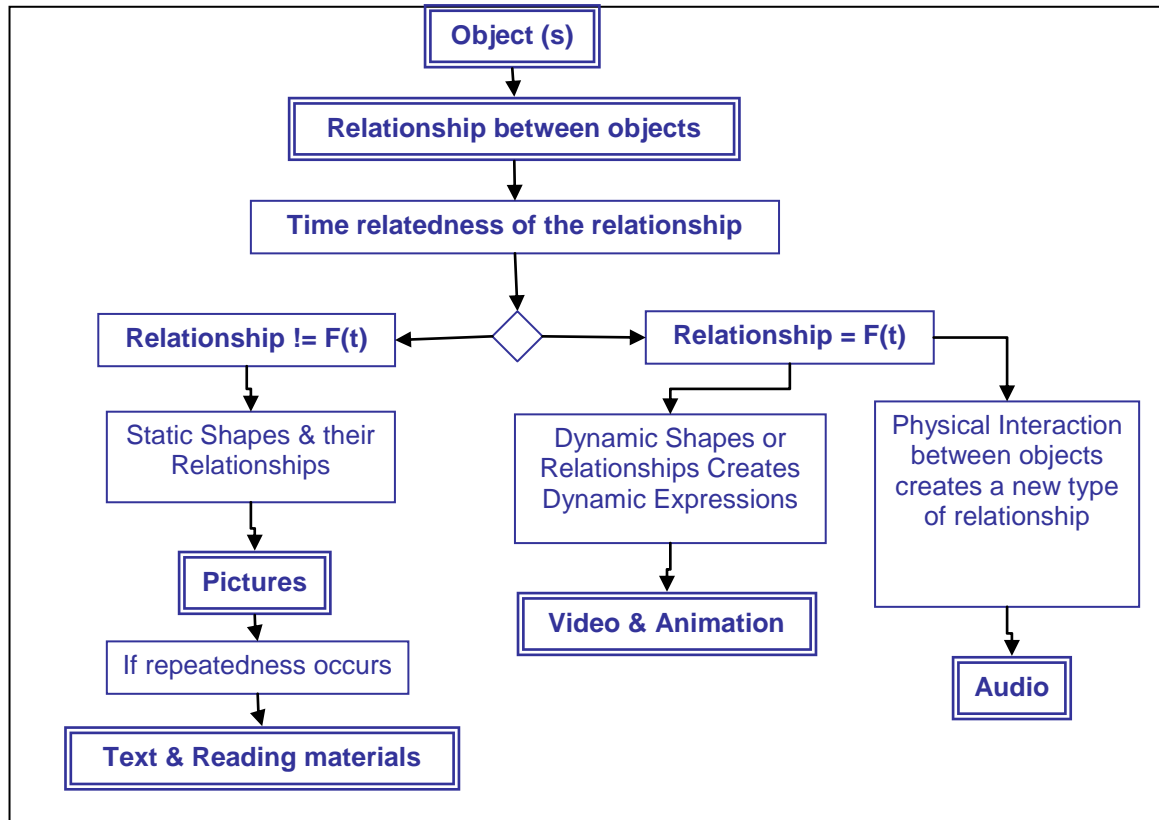 Object (s)
Relationship between objects
Time relatedness of the relationship
Relationship != F(t)
Relationship = F(t)
Static Shapes & their
Relationships
Dynamic Shapes or
Relationships Creates
Dynamic Expressions
Physical Interaction
between objects
creates a new type
of relationship
Pictures
Video & Animation
If repeatedness occurs
Audio
Text & Reading materials